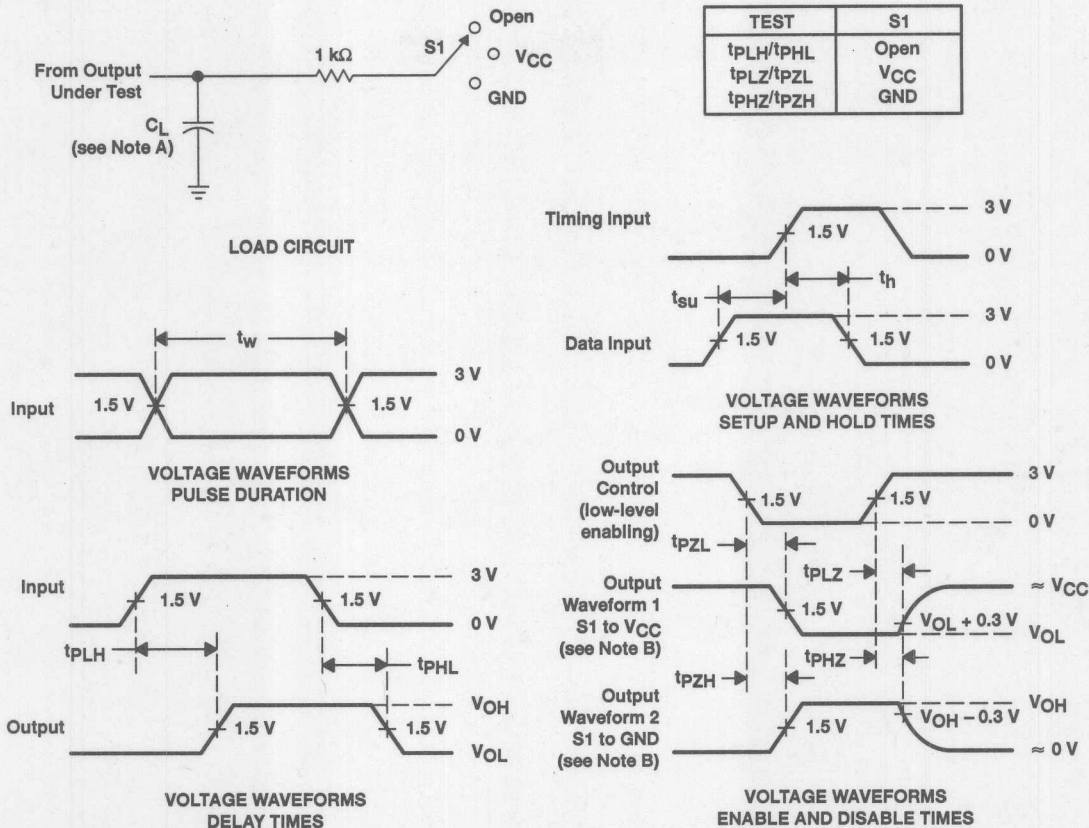 Open
S1
VCC
1 kΩ
From Output
Under Test
GND
CL
(see Note A)
LOAD CIRCUIT
TEST S1
tPLH/tPHL Open
tPLZ/tPZL VCC
tPHZ/tPZH GND
tw
3 V
Input
1.5 V 1.5 V
0 V
VOLTAGE WAVEFORMS
PULSE DURATION
Timing Input
3 V
1.5 V
0 V
tsu
th
3 V
Data Input
1.5 V 1.5 V
0 V
VOLTAGE WAVEFORMS
SETUP AND HOLD TIMES
Input
3 V
1.5 V 1.5 V
0 V
tPLH
tPHL
VOH
Output
1.5 V 1.5 V
VOL
VOLTAGE WAVEFORMS
DELAY TIMES
Output
Control
(low-level
enabling)
3 V
1.5 V 1.5 V
0 V
tPZL
tPLZ
Output
Waveform 1
S1 to VCC
(see Note B)
≈ VCC
1.5 V
VOL + 0.3 V
VOL
tPZH
tPHZ
Output
Waveform 2
S1 to GND
(see Note B)
VOH
1.5 V
VOH – 0.3 V
≈ 0 V
VOLTAGE WAVEFORMS
ENABLE AND DISABLE TIMES